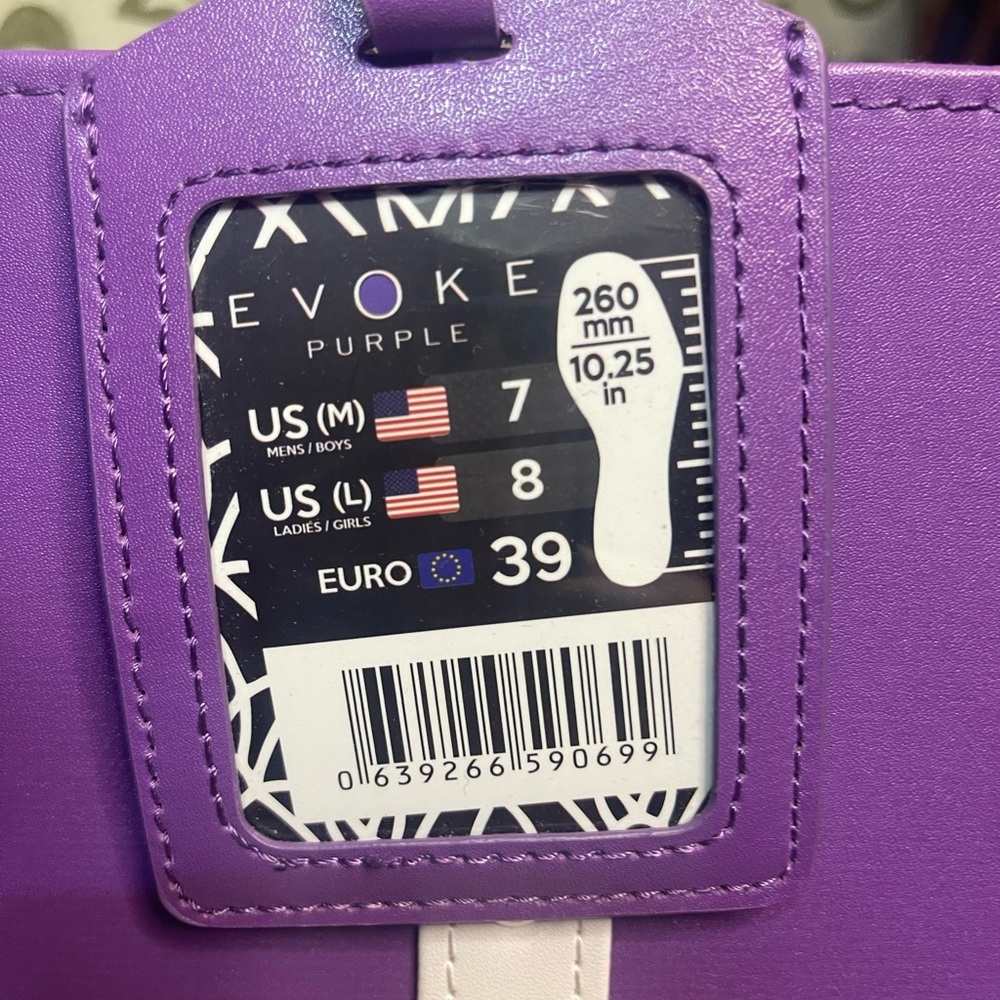 EVOKE
PURPLE
260
mm
10.25
in
US (M) 7
MENS / BOYS
US (L) 8
LADIES / GIRLS
EURO 39
0 639266 590699